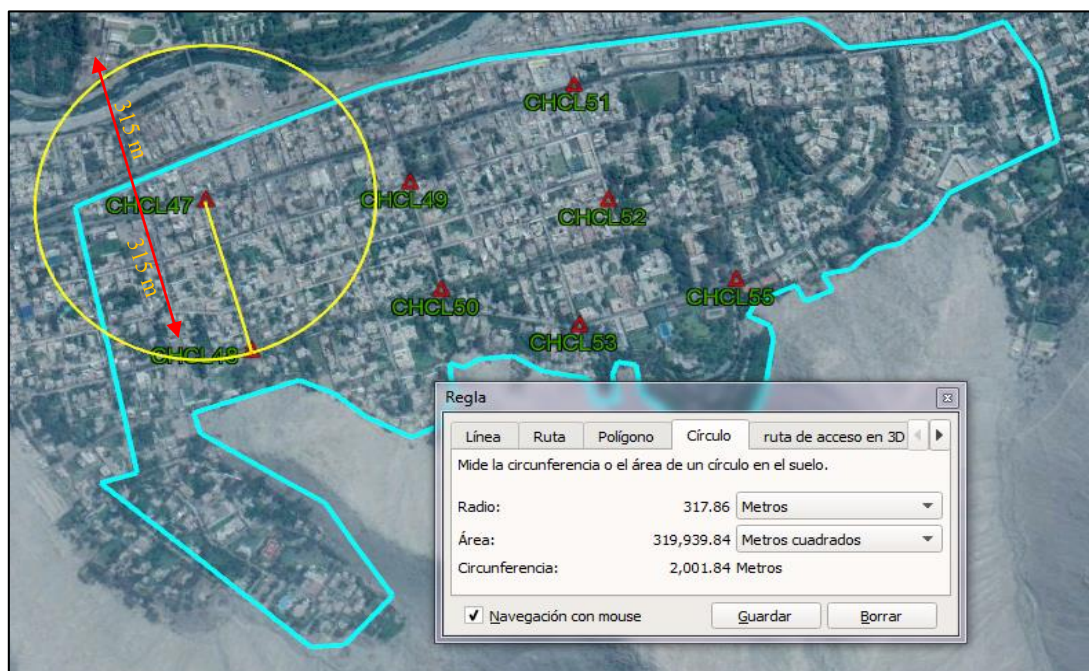 315 m
315 m
CHCL51
CHCL47
CHCL49
CHCL52
CHCL50
CHCL55
CHCL48
CHCL53
Regla
Línea Ruta Polígono Círculo ruta de acceso en 3D
Mide la circunferencia o el área de un círculo en el suelo.
Radio: 317.86 Metros
Área: 319,939.84 Metros cuadrados
Circunferencia: 2,001.84 Metros
Navegación con mouse Guardar Borrar